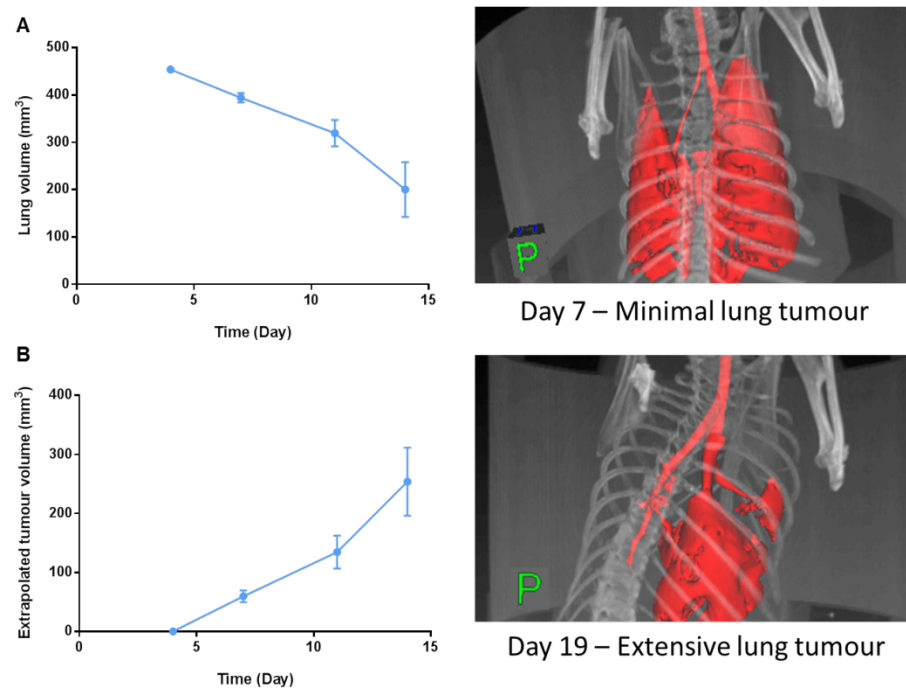 A
Lung volume (mm³)
500
400
300
200
100
0
0 5 10 15
Time (Day)
P
Day 7 – Minimal lung tumour
B
Extrapolated tumour volume (mm³)
400
300
200
100
0
0 5 10 15
Time (Day)
P
Day 19 – Extensive lung tumour